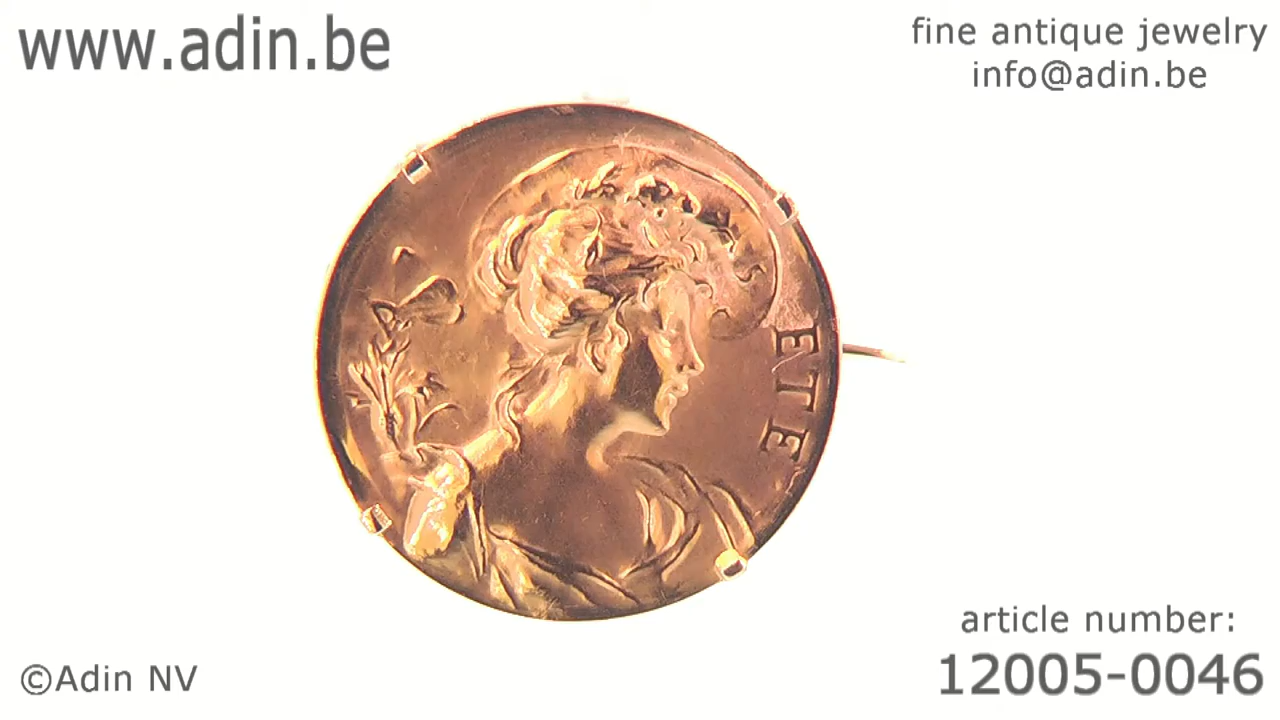 www.adin.be
fine antique jewelry
info@adin.be
ETE
article number:
12005-0046
©Adin NV